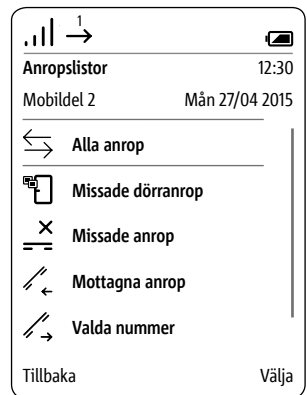 1
Anropslistor 12:30
Mobildel 2 Mån 27/04 2015
Alla anrop
Missade dörranrop
Missade anrop
Mottagna anrop
Valda nummer
Tillbaka Välja